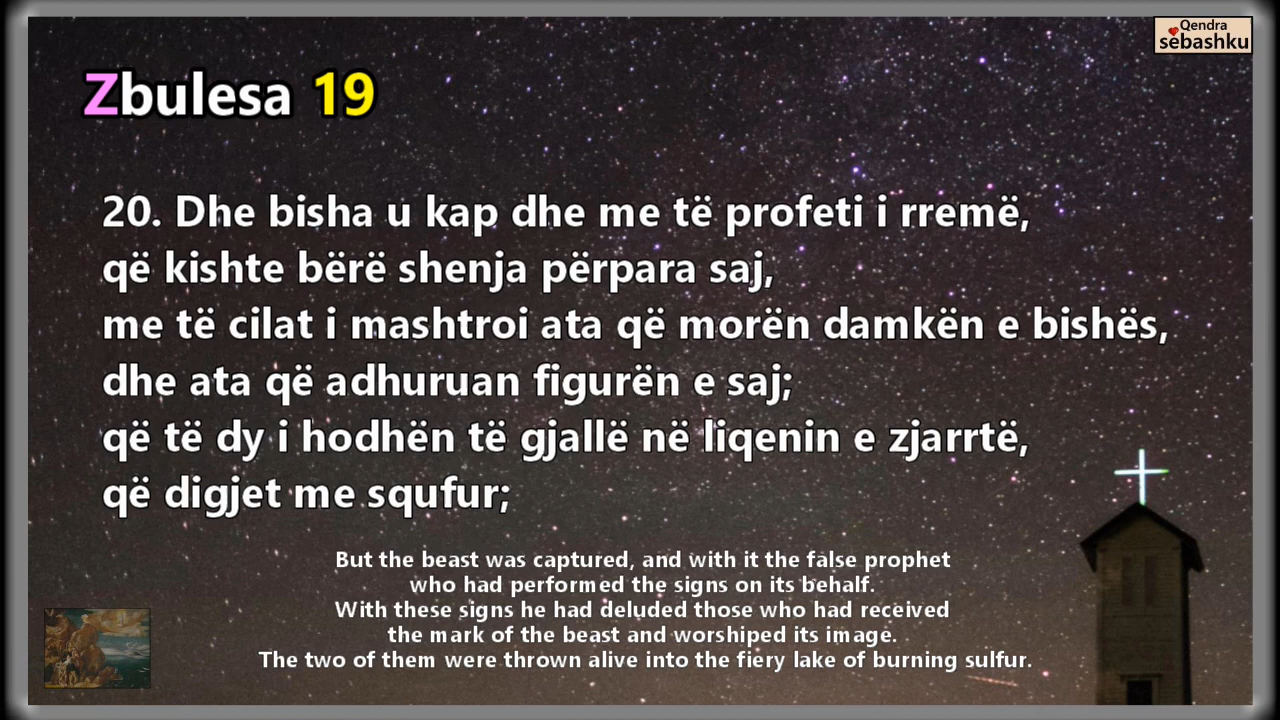 Qendra
sëbashku
Zbulesa 19
20. Dhe bisha u kap dhe me të profeti i rremë,
që kishte bërë shenja përpara saj,
me të cilat i mashtroi ata që morën damkën e bishës,
dhe ata që adhuruan figurën e saj;
që të dy i hodhën të gjallë në liqenin e zjarrtë,
që digjet me squfur;
But the beast was captured, and with it the false prophet
who had performed the signs on its behalf.
With these signs he had deluded those who had received
the mark of the beast and worshiped its image.
The two of them were thrown alive into the fiery lake of burning sulfur.